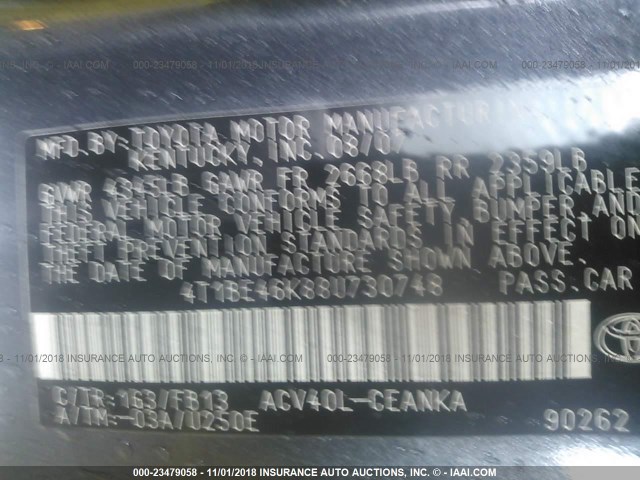 MFD.BY:TOYOTA MOTOR MANUFACTURING
KENTUCKY, INC. 08/07
GVWR 4945LB GAWR FR 2668LB RR 2359LB
THIS VEHICLE CONFORMS TO ALL APPLICABLE
FEDERAL MOTOR VEHICLE SAFETY, BUMPER AND
THEFT PREVENTION STANDARDS IN EFFECT ON
THE DATE OF MANUFACTURE SHOWN ABOVE.
4T1BE46K88U730748 PASS.CAR
C/TR:163/FB13 ACV40L-CEANKA
A/TM:-03A/U250E 90262
000-23479058 - 11/01/2018 INSURANCE AUTO AUCTIONS, INC. - WWW.IAAI.COM